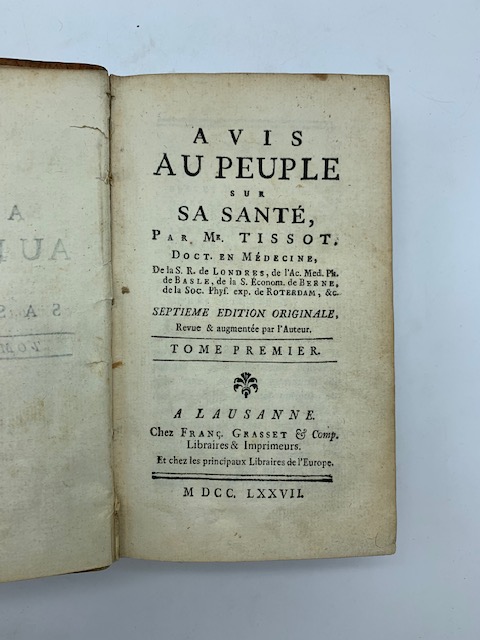 AVIS
AU PEUPLE
SUR
SA SANTÉ,
PAR MR. TISSOT.
DOCT. EN MÉDECINE,
De la S. R. de LONDRES, de l'Ac. Med. Ph.
de BASLE, de la S. Econom. de BERNE,
de la Soc. Phys. exp. de ROTERDAM, &c.
SEPTIEME EDITION ORIGINALE,
Revue & augmentée par l'Auteur.
TOME PREMIER.
A LAUSANNE.
Chez FRANÇ. GRASSET & Comp.
Libraires & Imprimeurs.
Et chez les principaux Libraires de l'Europe.
M DCC. LXXVII.